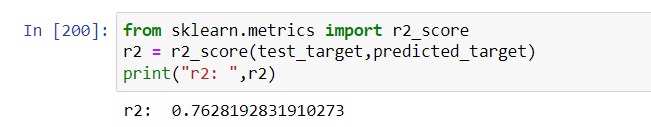 In [200]: from sklearn.metrics import r2_score
r2 = r2_score(test_target,predicted_target)
print("r2: ",r2)
r2:  0.7628192831910273